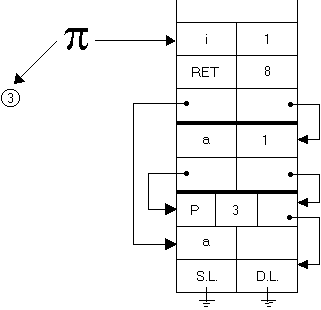 π
i 1
RET 8
3
a 1
P 3
a
S.L. D.L.